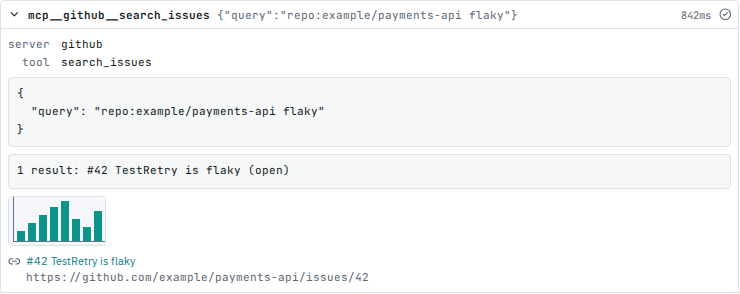 mcp__github__search_issues {"query":"repo:example/payments-api flaky"} 842ms
server github
tool search_issues
{
"query": "repo:example/payments-api flaky"
}
1 result: #42 TestRetry is flaky (open)
#42 TestRetry is flaky
https://github.com/example/payments-api/issues/42